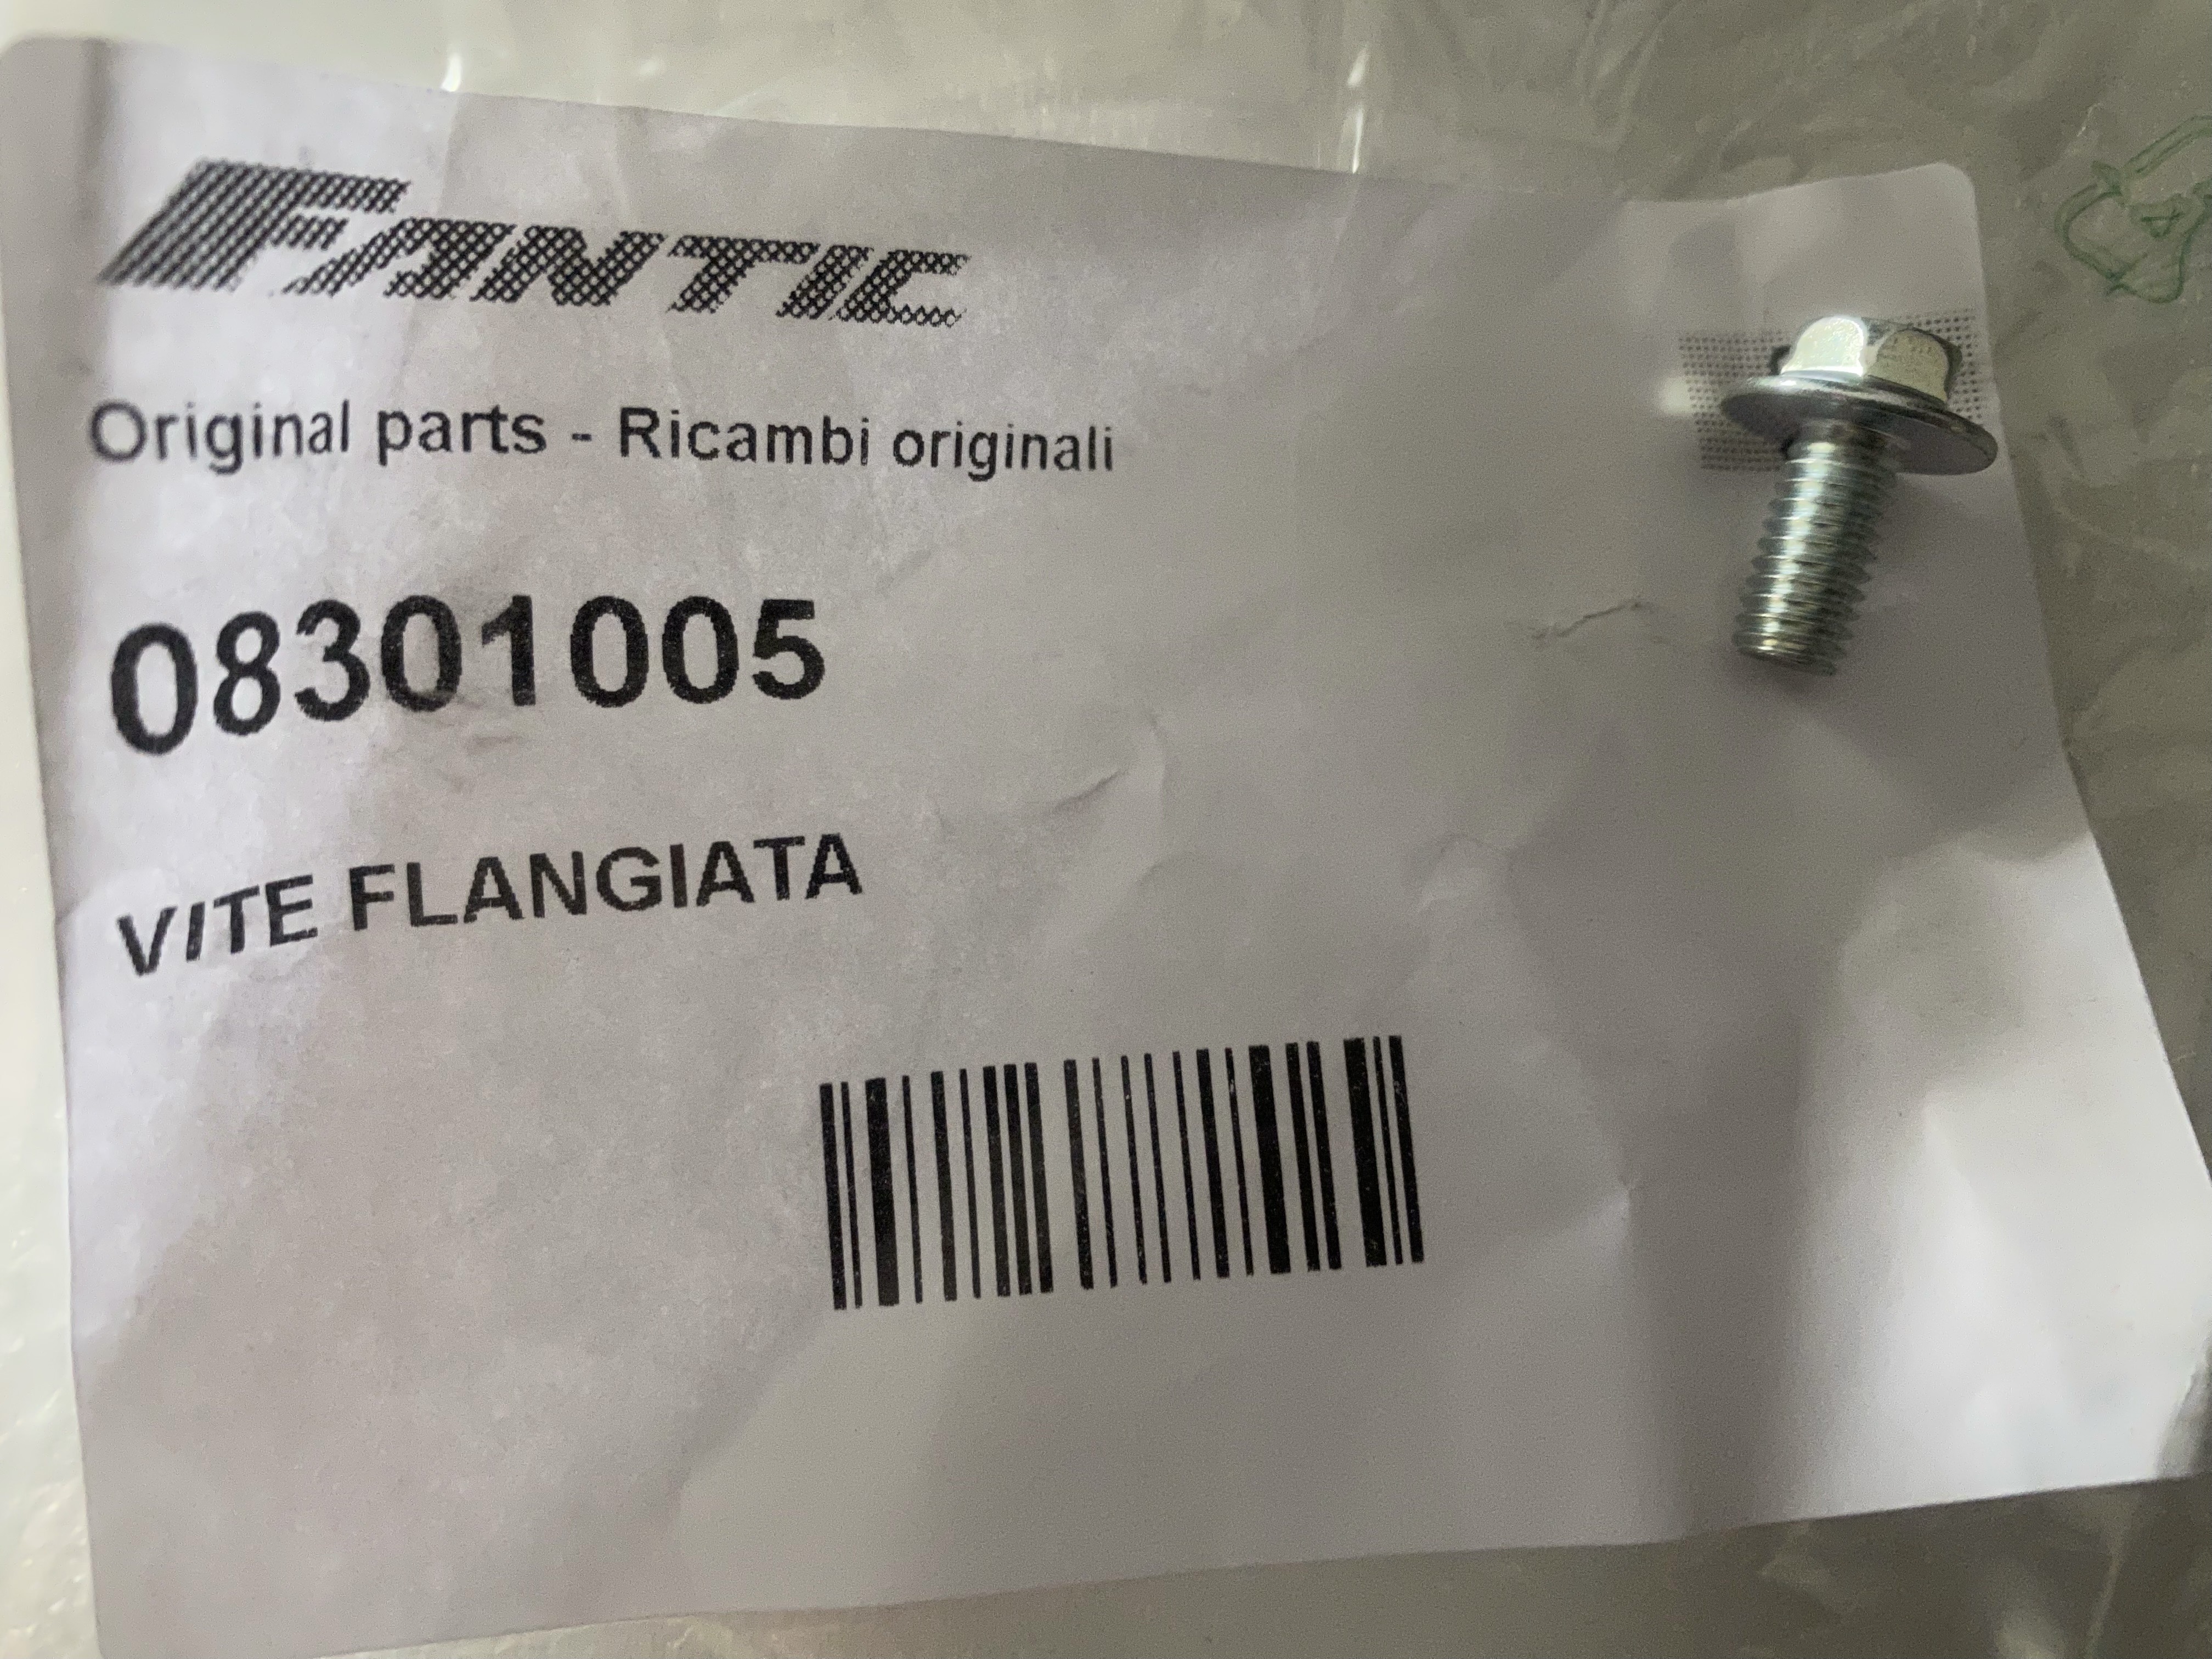 FANTIC
Original parts - Ricambi originali
08301005
VITE FLANGIATA